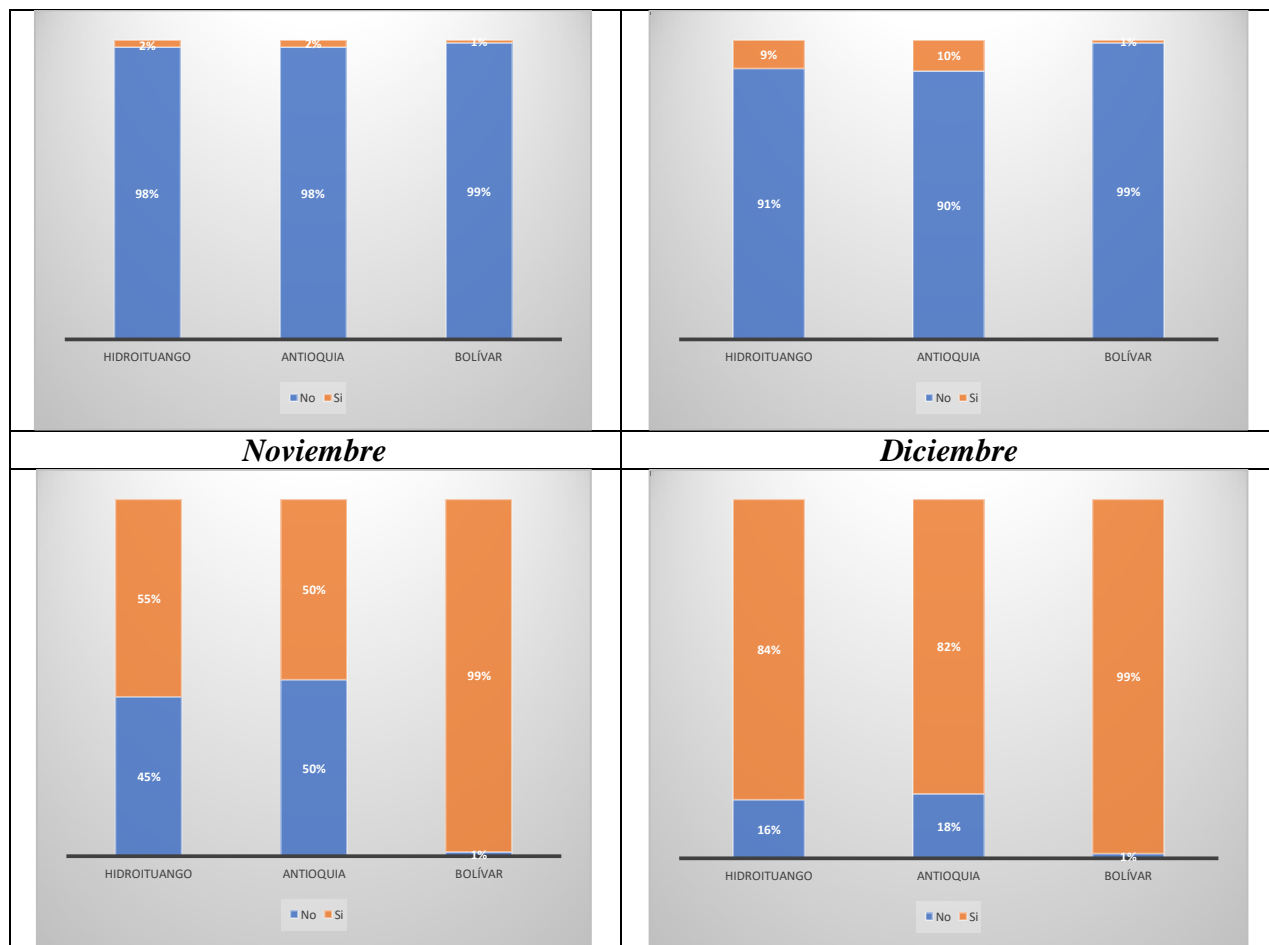 2% 2% 1%
98% 98% 99%
HIDROITUANGO ANTIOQUIA BOLÍVAR
No Si
9% 10% 1%
91% 90% 99%
HIDROITUANGO ANTIOQUIA BOLÍVAR
No Si
Noviembre Diciembre
55% 50% 99%
45% 50% 1%
HIDROITUANGO ANTIOQUIA BOLÍVAR
No Si
84% 82% 99%
16% 18% 1%
HIDROITUANGO ANTIOQUIA BOLÍVAR
No Si